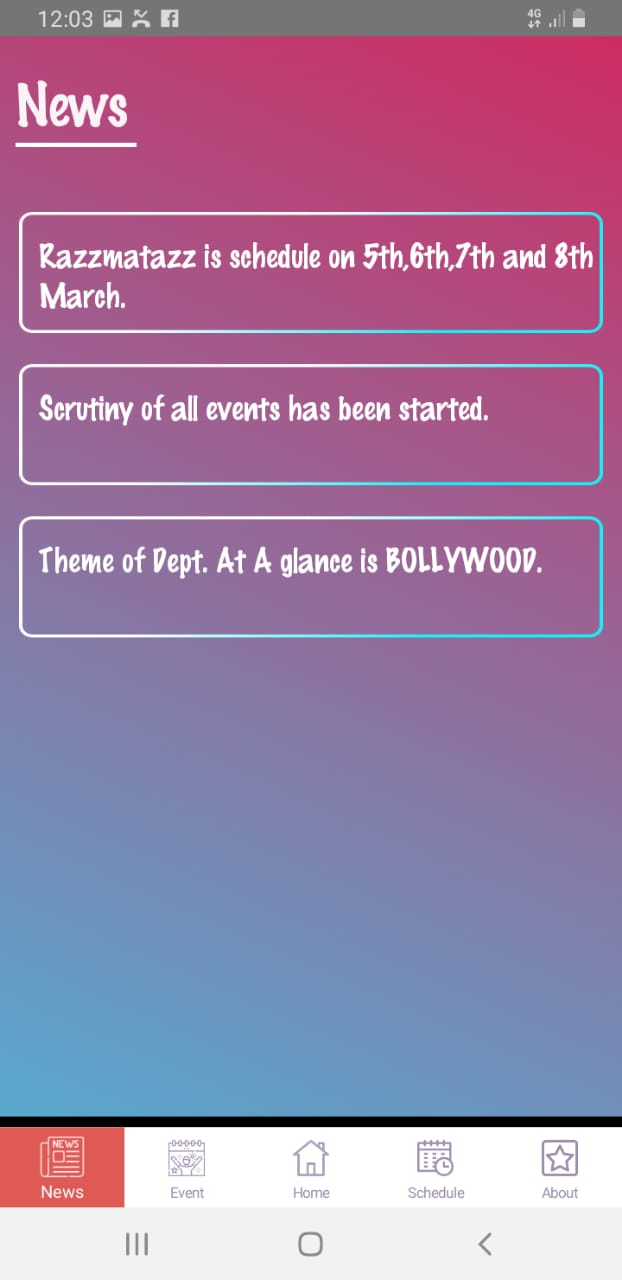 12:03
4G
News
Razzmatazz is schedule on 5th,6th,7th and 8th
March.
Scrutiny of all events has been started.
Theme of Dept. At A glance is BOLLYWOOD.
NEWS
News
Event
Home
Schedule
About